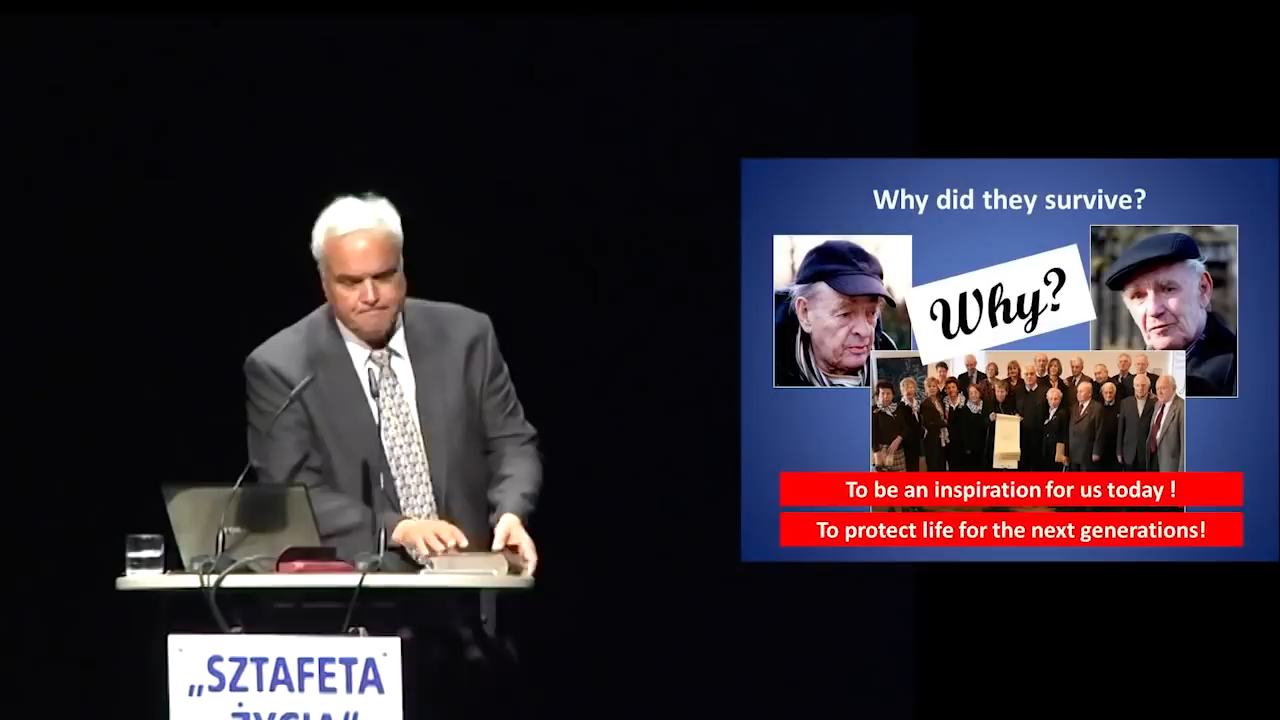 Why did they survive?
Why?
To be an inspiration for us today !
To protect life for the next generations!
„SZTAFETA
ŻYCIA"